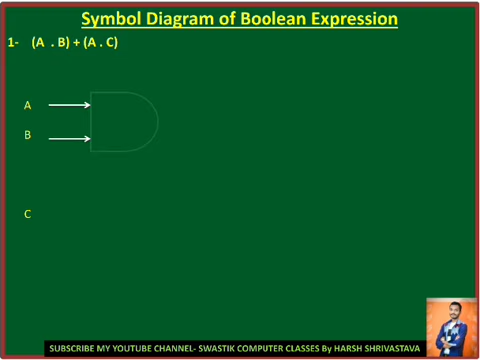 Symbol Diagram of Boolean Expression
1- (A . B) + (A . C)
A
B
C
SUBSCRIBE MY YOUTUBE CHANNEL- SWASTIK COMPUTER CLASSES By HARSH SHRIVASTAVA